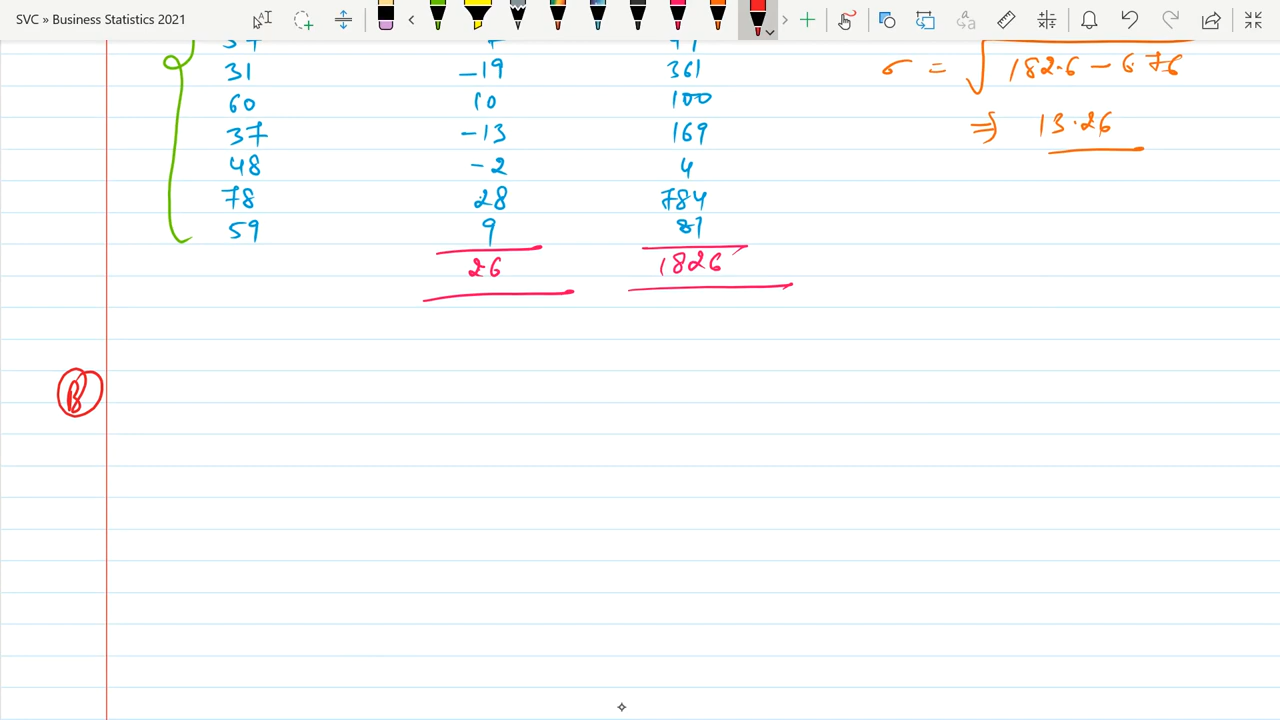 SVC » Business Statistics 2021
σ = √182.6 – 6.76
31 –19 361
60 10 100
⇒ 13.26
37 –13 169
48 –2 4
78 28 784
59 9 81
26 1826
B